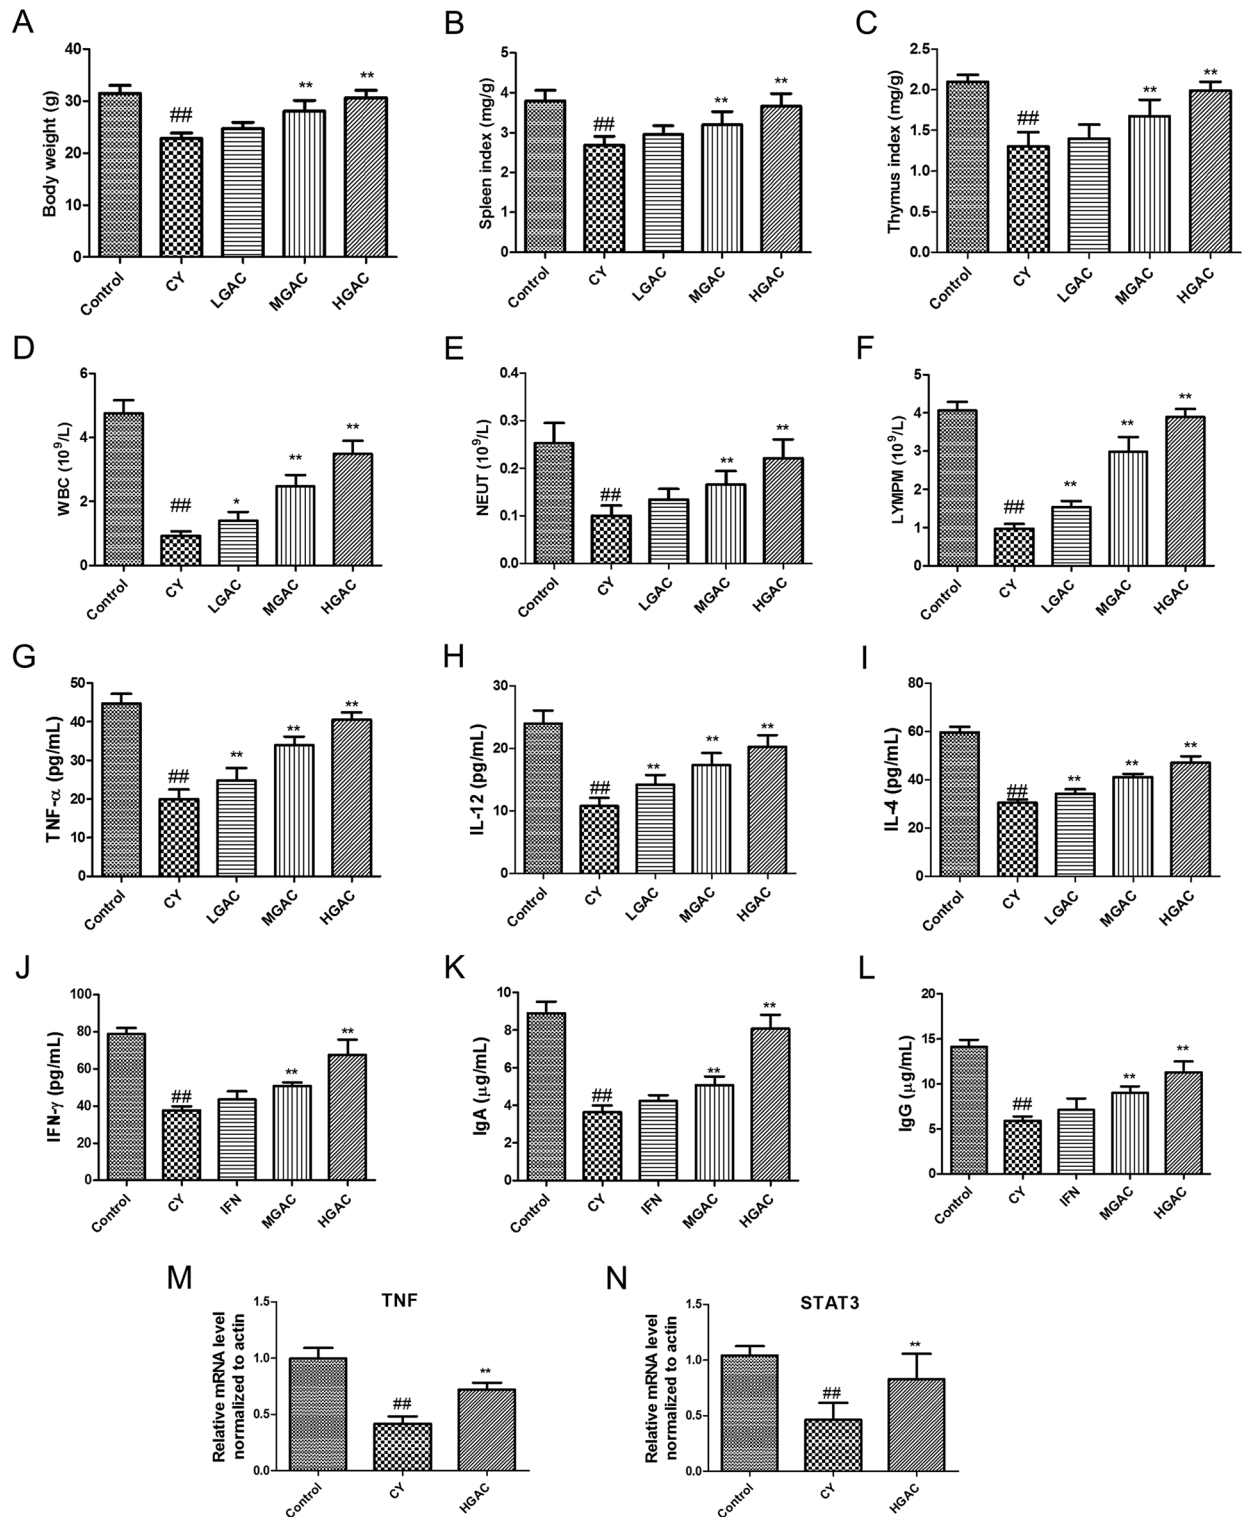 A
Body weight (g)
40
30
20
10
0
##
**
**
Control
CY
LGAC
MGAC
HGAC
B
Spleen index (mg/g)
5
4
3
2
1
0
##
**
**
Control
CY
LGAC
MGAC
HGAC
C
Thymus index (mg/g)
2.5
2.0
1.5
1.0
0.5
0.0
##
**
**
Control
CY
LGAC
MGAC
HGAC
D
WBC (10^9/L)
6
4
2
0
##
*
**
**
Control
CY
LGAC
MGAC
HGAC
E
NEUT (10^9/L)
0.4
0.3
0.2
0.1
0.0
##
**
**
Control
CY
LGAC
MGAC
HGAC
F
LYMPM (10^9/L)
5
4
3
2
1
0
##
**
**
**
Control
CY
LGAC
MGAC
HGAC
G
TNF-α (pg/mL)
50
40
30
20
10
0
##
**
**
**
Control
CY
LGAC
MGAC
HGAC
H
IL-12 (pg/mL)
30
20
10
0
##
**
**
**
Control
CY
LGAC
MGAC
HGAC
I
IL-4 (pg/mL)
80
60
40
20
0
##
**
**
**
Control
CY
LGAC
MGAC
HGAC
J
IFN-γ (pg/mL)
100
80
60
40
20
0
##
**
**
Control
CY
IFN
MGAC
HGAC
K
IgA (μg/mL)
10
8
6
4
2
0
##
**
**
Control
CY
IFN
MGAC
HGAC
L
IgG (μg/mL)
20
15
10
5
0
##
**
**
Control
CY
IFN
MGAC
HGAC
M
TNF
Relative mRNA level
normalized to actin
1.5
1.0
0.5
0.0
##
**
Control
CY
HGAC
N
STAT3
Relative mRNA level
normalized to actin
1.5
1.0
0.5
0.0
##
**
Control
CY
HGAC